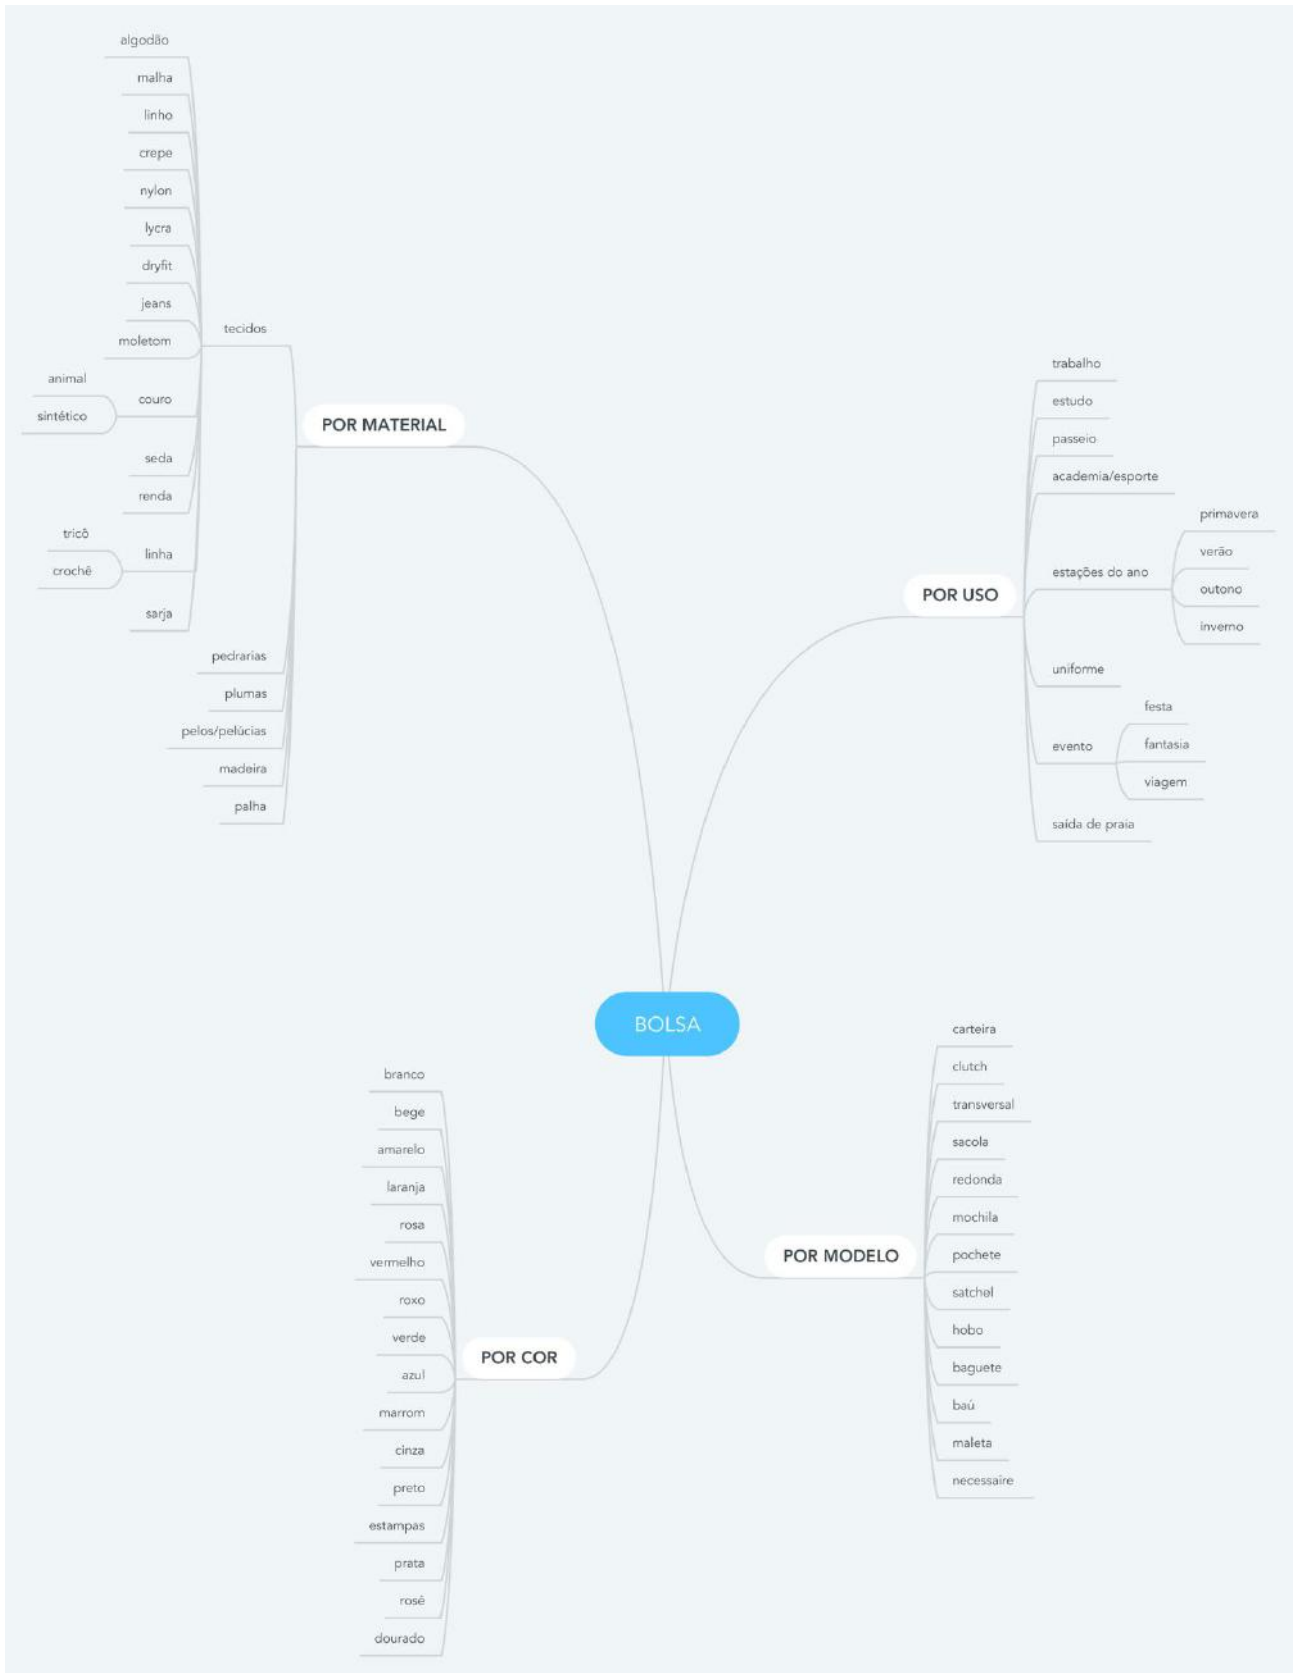 algodão
malha
linho
crepe
nylon
lycra
dryfit
jeans
moletom
tecidos
animal
sintético
couro
seda
renda
tricô
crochê
linha
sarja
pedrarias
plumas
pelos/pelúcias
madeira
palha
POR MATERIAL
trabalho
estudo
passeio
academia/esporte
primavera
verão
estações do ano
outono
inverno
POR USO
uniforme
festa
evento
fantasia
viagem
saída de praia
BOLSA
branco
bege
amarelo
laranja
rosa
vermelho
roxo
verde
azul
marrom
cinza
preto
estampas
prata
rosê
dourado
POR COR
carteira
clutch
transversal
sacola
redonda
mochila
pochete
satchel
hobo
baguete
baú
maleta
necessaire
POR MODELO